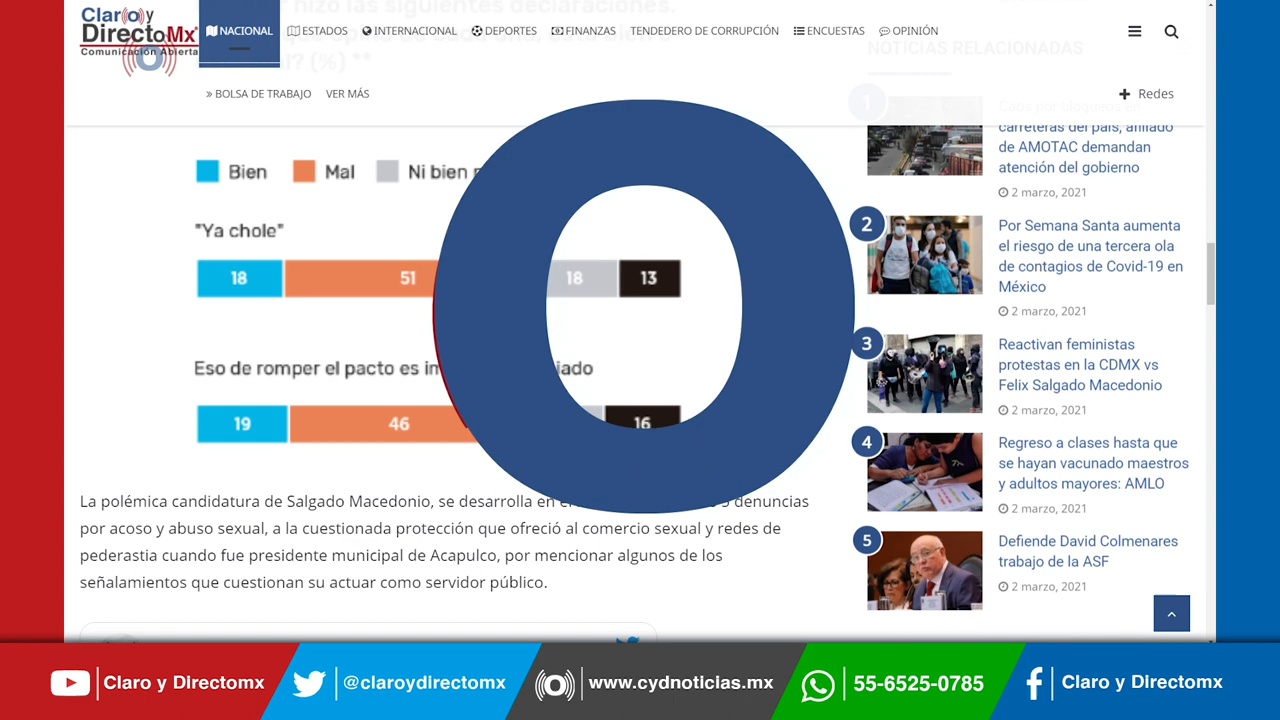 Claro y
DirectoMx
Comunicación Abierta
NACIONAL
ESTADOS
INTERNACIONAL
DEPORTES
FINANZAS
TENDEDERO DE CORRUPCIÓN
ENCUESTAS
OPINIÓN
» BOLSA DE TRABAJO
VER MÁS
+ Redes
hizo las siguientes declaraciones.
(%) **
NOTICIAS RELACIONADAS
Bien
Mal
Ni bien
"Ya chole"
18
51
18
13
Eso de romper el pacto es
19
46
16
O
La polémica candidatura de Salgado Macedonio, se desarrolla en denuncias
por acoso y abuso sexual, a la cuestionada protección que ofreció al comercio sexual y redes de
pederastia cuando fue presidente municipal de Acapulco, por mencionar algunos de los
señalamientos que cuestionan su actuar como servidor público.
1
carreteras del país, afiliado
de AMOTAC demandan
atención del gobierno
2 marzo, 2021
2
Por Semana Santa aumenta
el riesgo de una tercera ola
de contagios de Covid-19 en
México
2 marzo, 2021
3
Reactivan feministas
protestas en la CDMX vs
Felix Salgado Macedonio
2 marzo, 2021
4
Regreso a clases hasta que
se hayan vacunado maestros
y adultos mayores: AMLO
2 marzo, 2021
5
Defiende David Colmenares
trabajo de la ASF
2 marzo, 2021
Claro y Directomx
@claroydirectomx
www.cydnoticias.mx
55-6525-0785
Claro y Directomx